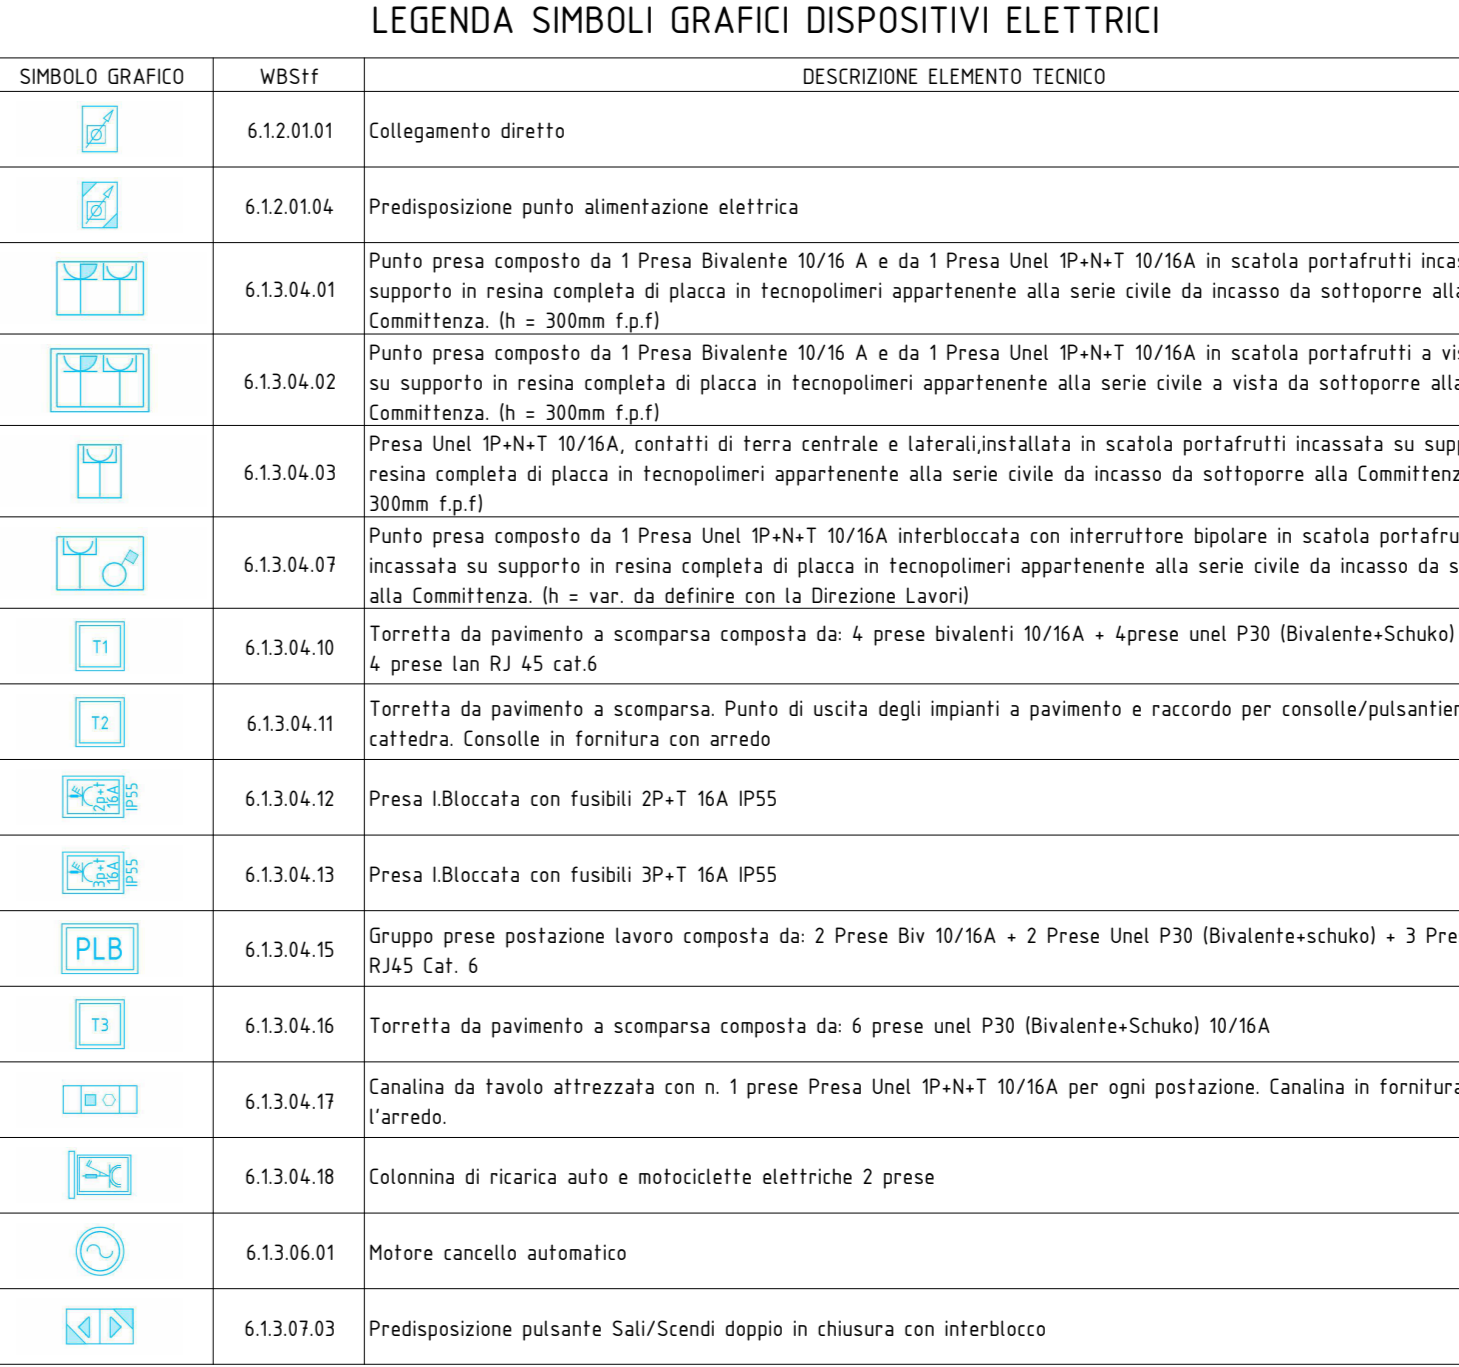 LEGENDA SIMBOLI GRAFICI DISPOSITIVI ELETTRICI
SIMBOLO GRAFICO WBStf DESCRIZIONE ELEMENTO TECNICO
6.1.2.01.01 Collegamento diretto
6.1.2.01.04 Predisposizione punto alimentazione elettrica
Punto presa composto da 1 Presa Bivalente 10/16 A e da 1 Presa Unel 1P+N+T 10/16A in scatola portafrutti
6.1.3.04.01 supporto in resina completa di placca in tecnopolimeri appartenente alla serie civile da incasso da sottoporre
Committenza. (h = 300mm f.p.f)
Punto presa composto da 1 Presa Bivalente 10/16 A e da 1 Presa Unel 1P+N+T 10/16A in scatola portafrutti a
6.1.3.04.02 su supporto in resina completa di placca in tecnopolimeri appartenente alla serie civile a vista da sottoporre
Committenza. (h = 300mm f.p.f)
Presa Unel 1P+N+T 10/16A, contatti di terra centrale e laterali,installata in scatola portafrutti incassata su
6.1.3.04.03 resina completa di placca in tecnopolimeri appartenente alla serie civile da incasso da sottoporre alla
300mm f.p.f)
Punto presa composto da 1 Presa Unel 1P+N+T 10/16A interbloccata con interruttore bipolare in scatola
6.1.3.04.07 incassata su supporto in resina completa di placca in tecnopolimeri appartenente alla serie civile da incasso da
alla Committenza. (h = var. da definire con la Direzione Lavori)
T1 6.1.3.04.10 Torretta da pavimento a scomparsa composta da: 4 prese bivalenti 10/16A + 4prese unel P30 (Bivalente+Schuko)
4 prese lan RJ 45 cat.6
T2 6.1.3.04.11 Torretta da pavimento a scomparsa. Punto di uscita degli impianti a pavimento e raccordo per
cattedra. Consolle in fornitura con arredo
2p+t
16A
IP55
6.1.3.04.12 Presa I.Bloccata con fusibili 2P+T 16A IP55
3p+t
16A
IP55
6.1.3.04.13 Presa I.Bloccata con fusibili 3P+T 16A IP55
PLB 6.1.3.04.15 Gruppo prese postazione lavoro composta da: 2 Prese Biv 10/16A + 2 Prese Unel P30 (Bivalente+schuko) + 3
RJ45 Cat. 6
T3 6.1.3.04.16 Torretta da pavimento a scomparsa composta da: 6 prese unel P30 (Bivalente+Schuko) 10/16A
6.1.3.04.17 Canalina da tavolo attrezzata con n. 1 prese Presa Unel 1P+N+T 10/16A per ogni postazione. Canalina in
l'arredo.
6.1.3.04.18 Colonnina di ricarica auto e motociclette elettriche 2 prese
6.1.3.06.01 Motore cancello automatico
6.1.3.07.03 Predisposizione pulsante Sali/Scendi doppio in chiusura con interblocco